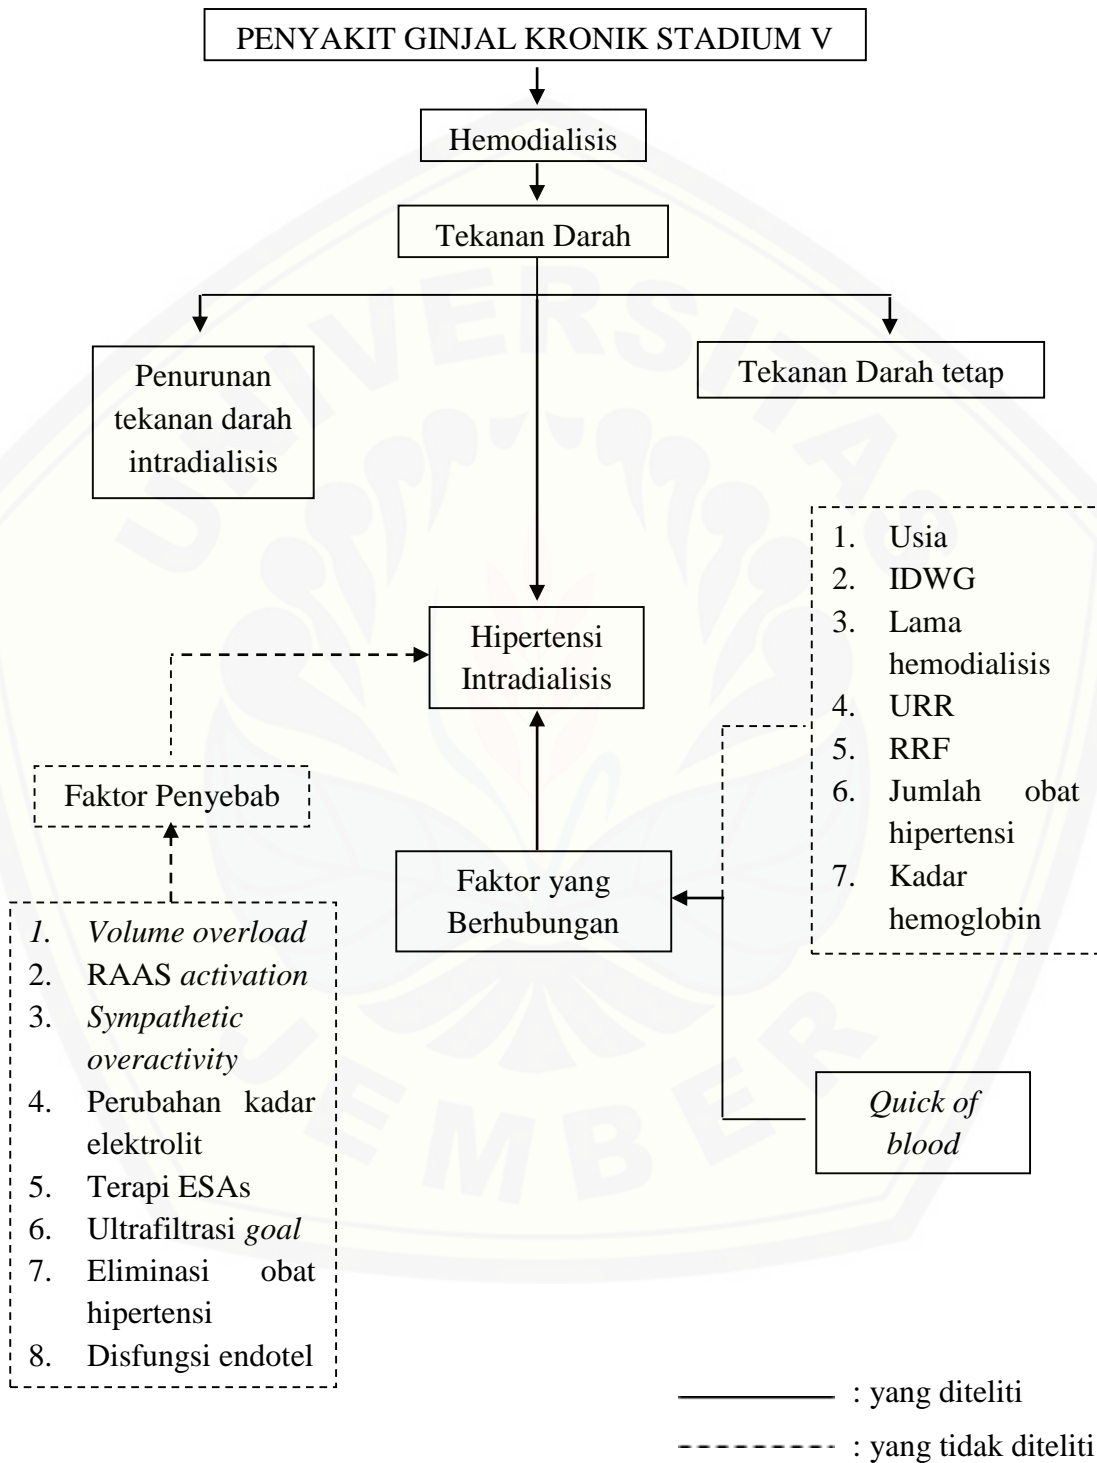 PENYAKIT GINJAL KRONIK STADIUM V
Hemodialisis
Tekanan Darah
Penurunan
tekanan darah
intradialisis
Tekanan Darah tetap
Hipertensi
Intradialisis
1. Usia
2. IDWG
3. Lama
hemodialisis
4. URR
5. RRF
6. Jumlah obat
hipertensi
7. Kadar
hemoglobin
Faktor Penyebab
Faktor yang
Berhubungan
1. Volume overload
2. RAAS activation
3. Sympathetic
overactivity
4. Perubahan kadar
elektrolit
5. Terapi ESAs
6. Ultrafiltrasi goal
7. Eliminasi obat
hipertensi
8. Disfungsi endotel
Quick of
blood
: yang diteliti
: yang tidak diteliti
UNIVERSITAS
JEMBER